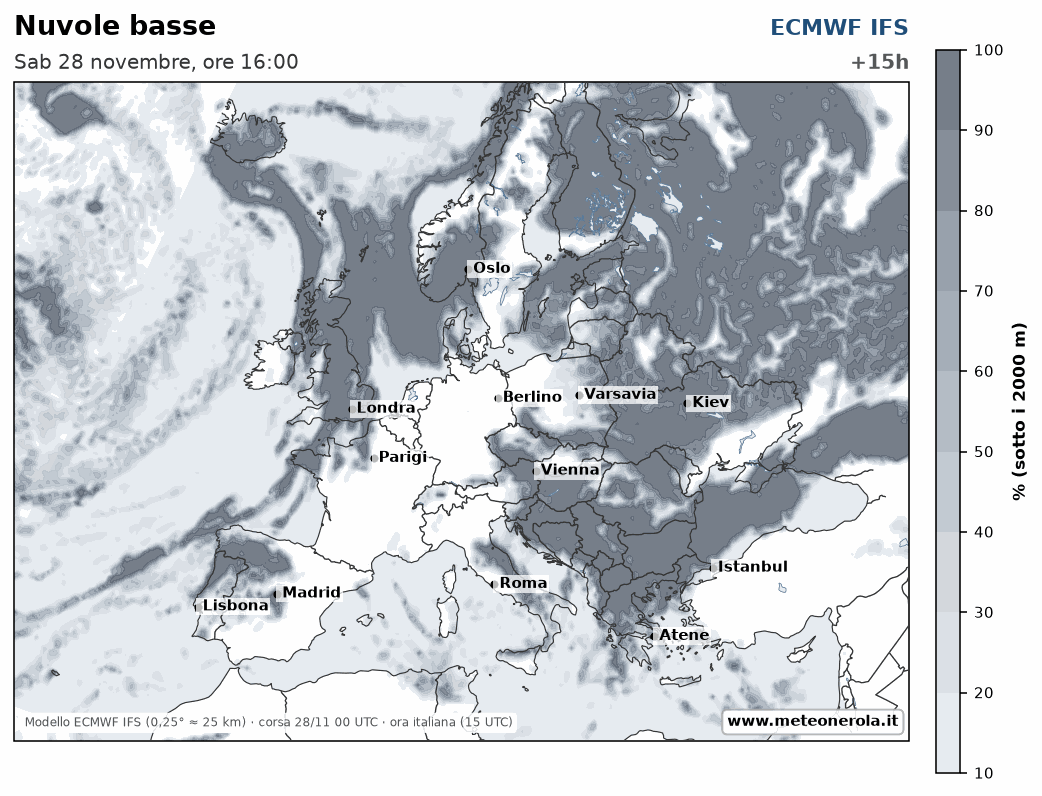 Nuvole basse
ECMWF IFS
Sab 28 novembre, ore 16:00
+15h
100
90
80
70
60
50
40
30
20
10
% (sotto i 2000 m)
Oslo
Berlino
Varsavia
Kiev
Londra
Parigi
Vienna
Istanbul
Roma
Madrid
Lisbona
Atene
Modello ECMWF IFS (0,25° ≈ 25 km) · corsa 28/11 00 UTC · ora italiana (15 UTC)
www.meteonerola.it